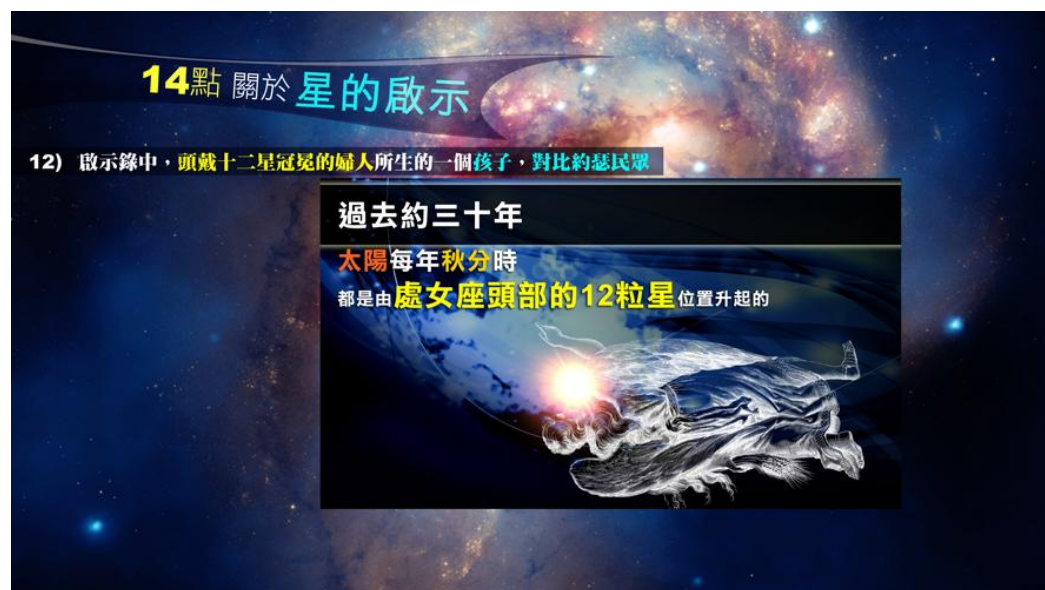 14點 關於 星的啟示
12) 啟示錄中，頭戴十二星冠冕的婦人所生的一個孩子，對比約瑟民眾
過去約三十年
太陽每年秋分時
都是由處女座頭部的12粒星位置升起的